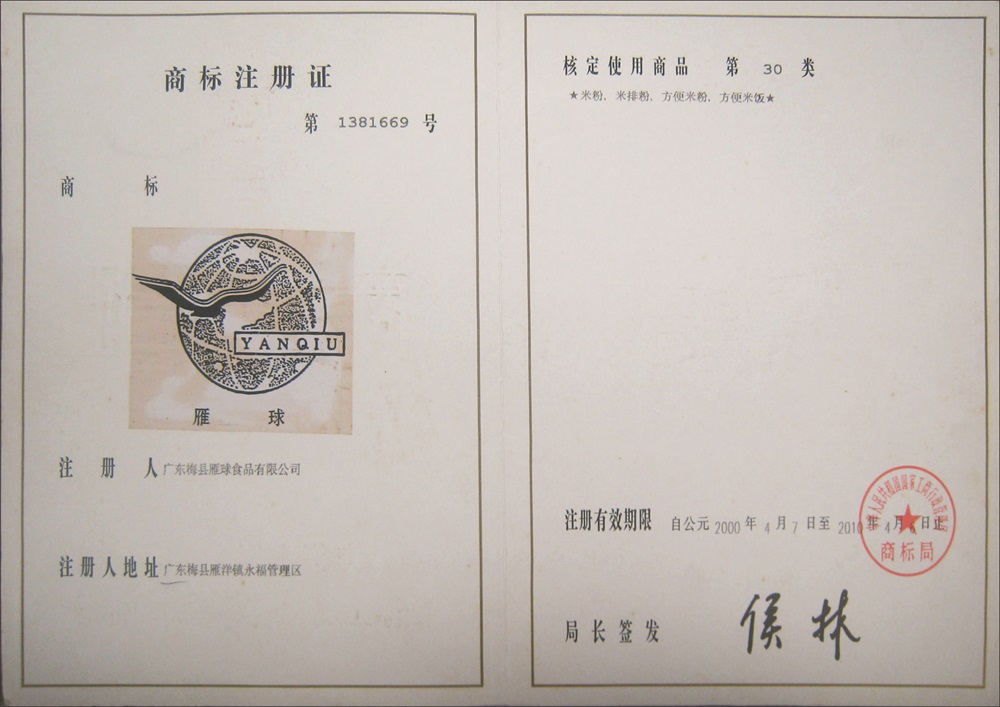 商标注册证
第 1381669 号
商 标
YANQIU
雁 球
注 册 人 广东梅县雁球食品有限公司
注册人地址 广东梅县雁洋镇永福管理区
核定使用商品 第 30 类
★米粉, 米排粉, 方便米粉, 方便米饭★
注册有效期限 自公元 2000 年 4 月 7 日至 2010 年 4 月 日止
商标局
局长签发 侯林